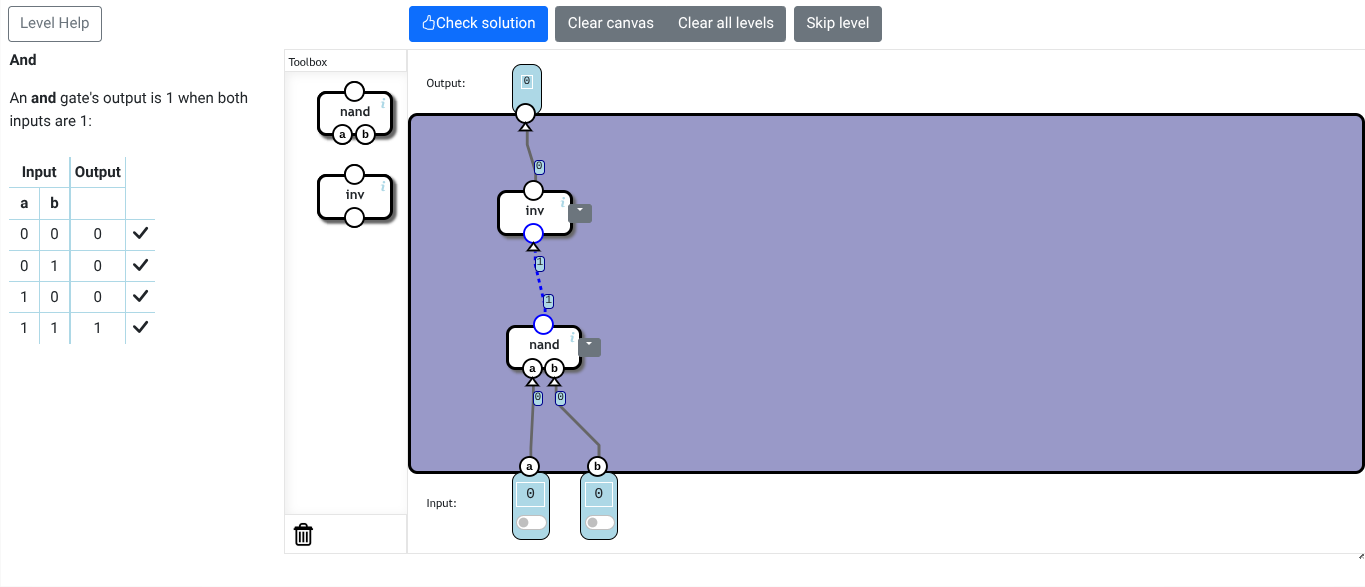 Level Help
Check solution
Clear canvas
Clear all levels
Skip level
And
An and gate's output is 1 when both
inputs are 1:
Input Output
a b
0 0 0
0 1 0
1 0 0
1 1 1
Toolbox
nand
i
a b
inv
i
Output:
0
0
inv
i
1
1
nand
i
a b
0 0
a b
Input:
0 0